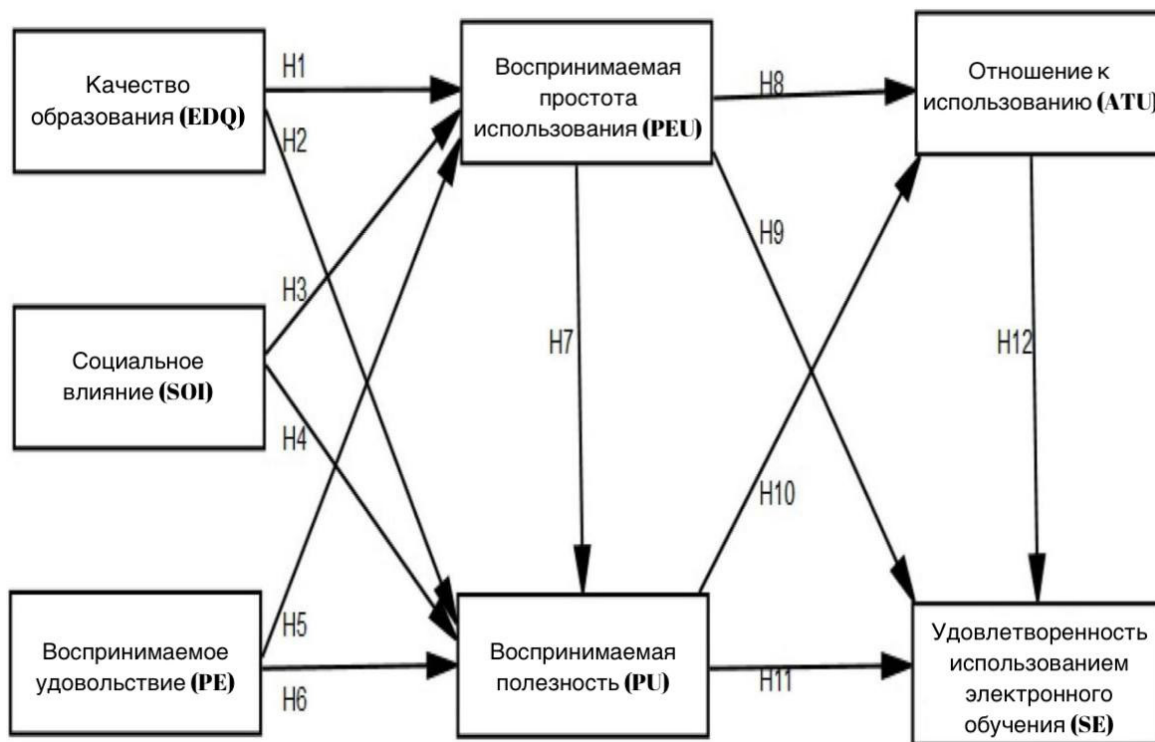 Качество
образования (EDQ)
H1
H2
Воспринимаемая
простота
использования (PEU)
H8
Отношение к
использованию (ATU)
H3
H9
Социальное
влияние (SOI)
H4
H7
H12
H10
H5
Воспринимаемое
удовольствие (PE)
H6
Воспринимаемая
полезность (PU)
H11
Удовлетворенность
использованием
электронного
обучения (SE)